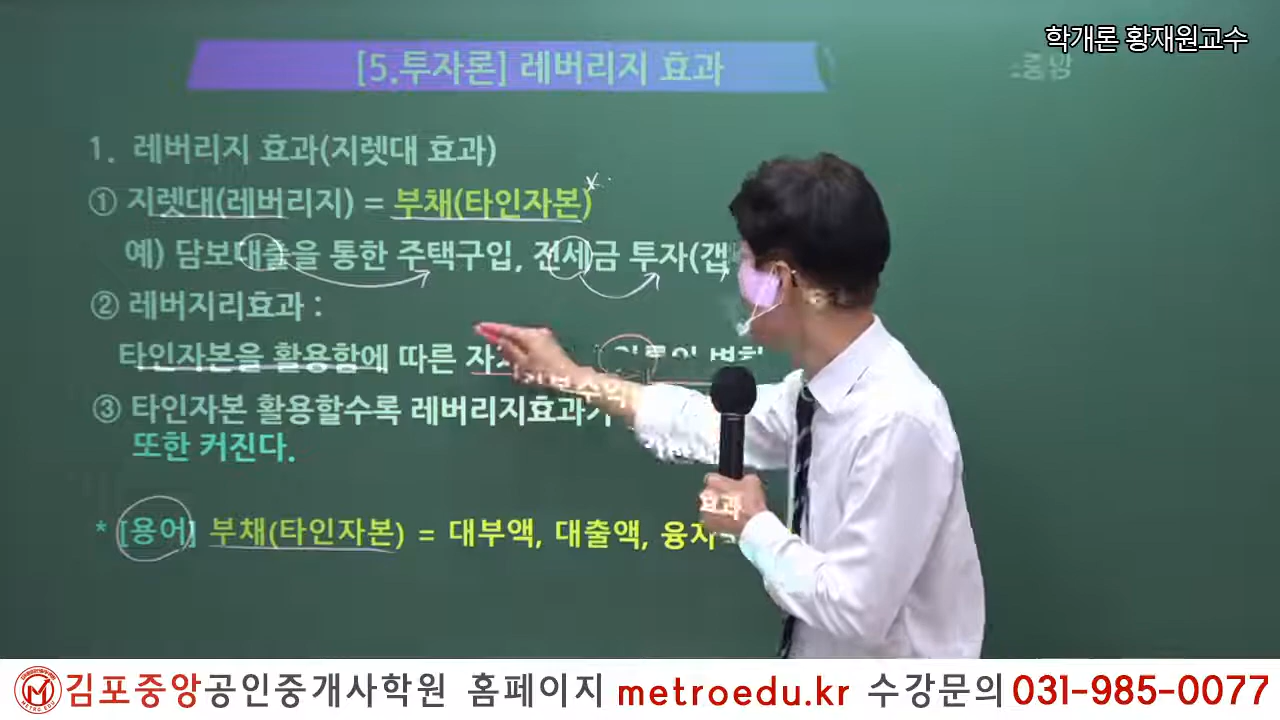 학개론 황재원교수
[5.투자론] 레버리지 효과
중앙
1. 레버리지 효과(지렛대 효과)
① 지렛대(레버리지) = 부채(타인자본)
예) 담보대출을 통한 주택구입, 전세금 투자(갭
② 레버지리효과 :
타인자본을 활용함에 따른
③ 타인자본 활용할수록 레버리지효과가
또한 커진다.
효과
* [용어] 부채(타인자본) = 대부액, 대출액, 융자
METRO EDU
김포중앙공인중개사학원 홈페이지 metroedu.kr 수강문의 031-985-0077